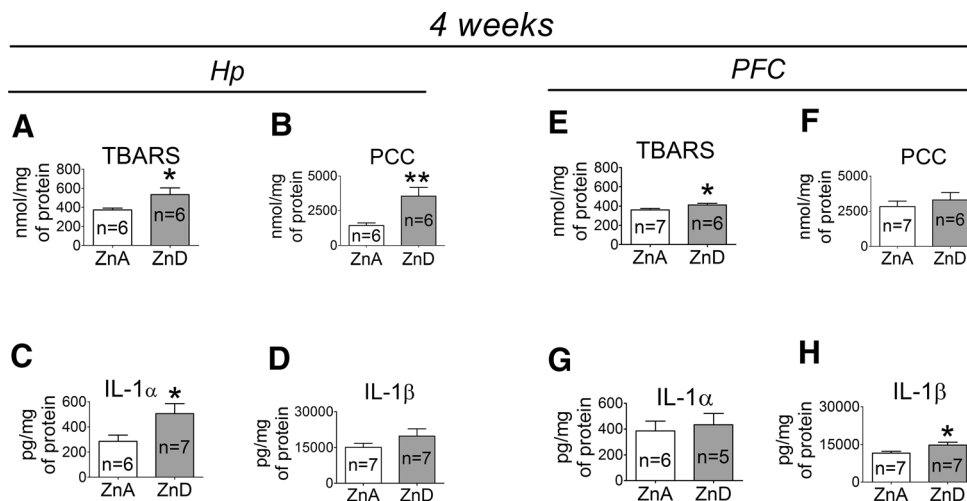 4 weeks
Hp
PFC
A
TBARS
nmol/mg
of protein
800
600
400
200
0
*
n=6
n=6
ZnA
ZnD
B
PCC
nmol/mg
of protein
5000
2500
0
**
n=6
n=6
ZnA
ZnD
E
TBARS
nmol/mg
of protein
800
600
400
200
0
*
n=7
n=6
ZnA
ZnD
F
PCC
nmol/mg
of protein
5000
2500
0
n=7
n=6
ZnA
ZnD
C
IL-1α
pg/mg
of protein
600
400
200
0
*
n=6
n=7
ZnA
ZnD
D
IL-1β
pg/mg
of protein
30000
15000
0
n=7
n=7
ZnA
ZnD
G
IL-1α
pg/mg
of protein
600
400
200
0
n=6
n=5
ZnA
ZnD
H
IL-1β
pg/mg
of protein
30000
15000
0
*
n=7
n=7
ZnA
ZnD